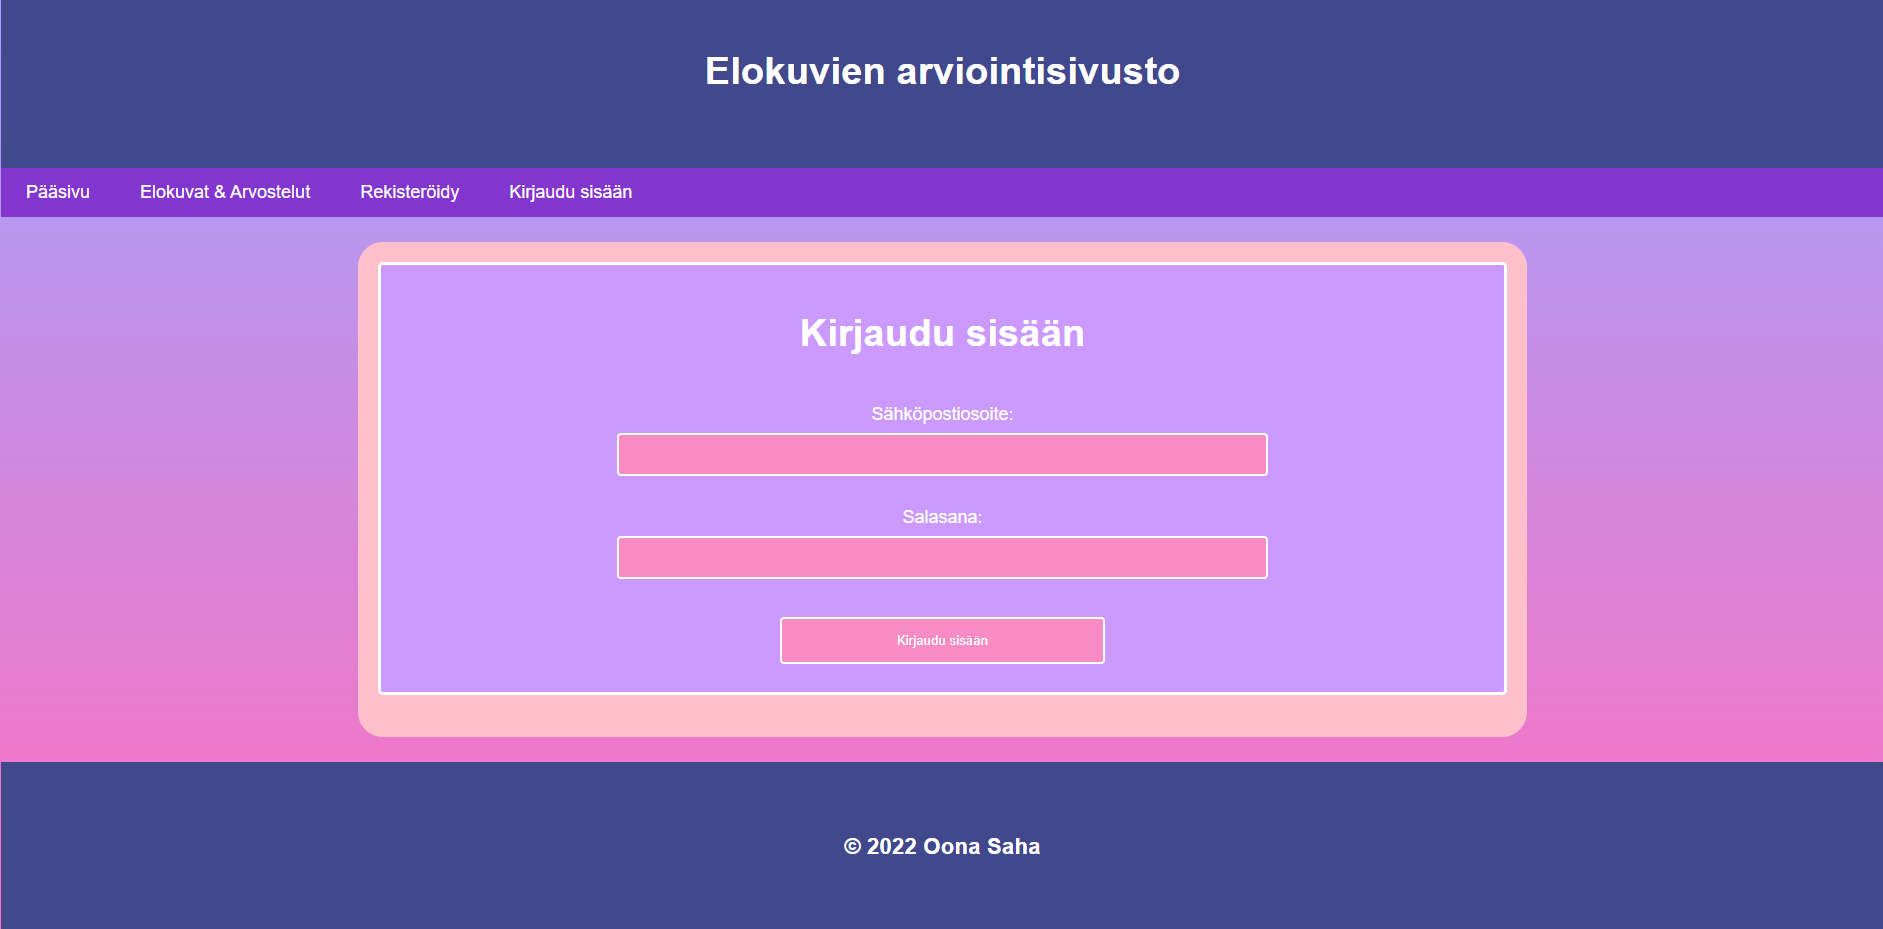 Elokuvien arviointisivusto
Pääsivu Elokuvat & Arvostelut Rekisteröidy Kirjaudu sisään
Kirjaudu sisään
Sähköpostiosoite:
Salasana:
Kirjaudu sisään
© 2022 Oona Saha